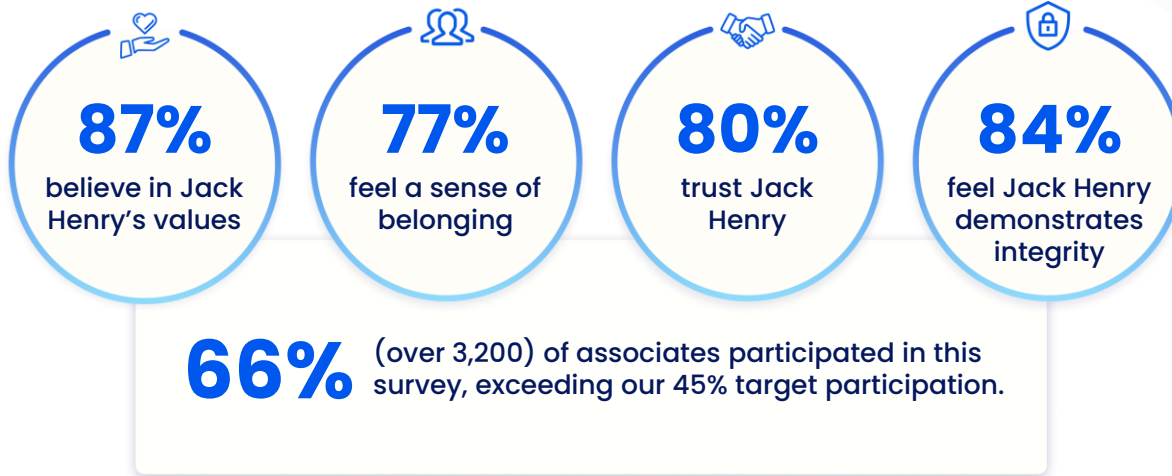 87%
believe in Jack
Henry’s values
77%
feel a sense of
belonging
80%
trust Jack
Henry
84%
feel Jack Henry
demonstrates
integrity
66%
(over 3,200) of associates participated in this
survey, exceeding our 45% target participation.